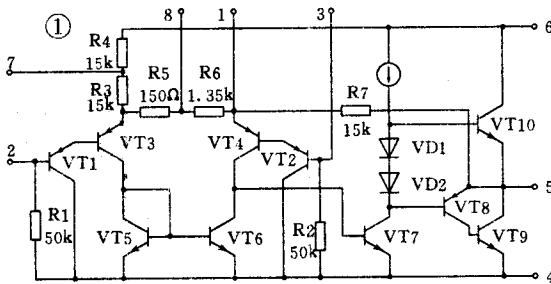 ①
8 1 3
R4
15k
6
7
R3
15k
R5
150Ω
R6
1.35k
R7
15k
VT10
VT3
VT4
VD1
2
VT1
VT2
VD2
5
VT8
R1
50k
VT5
VT6
R2
50k
VT7
VT9
4